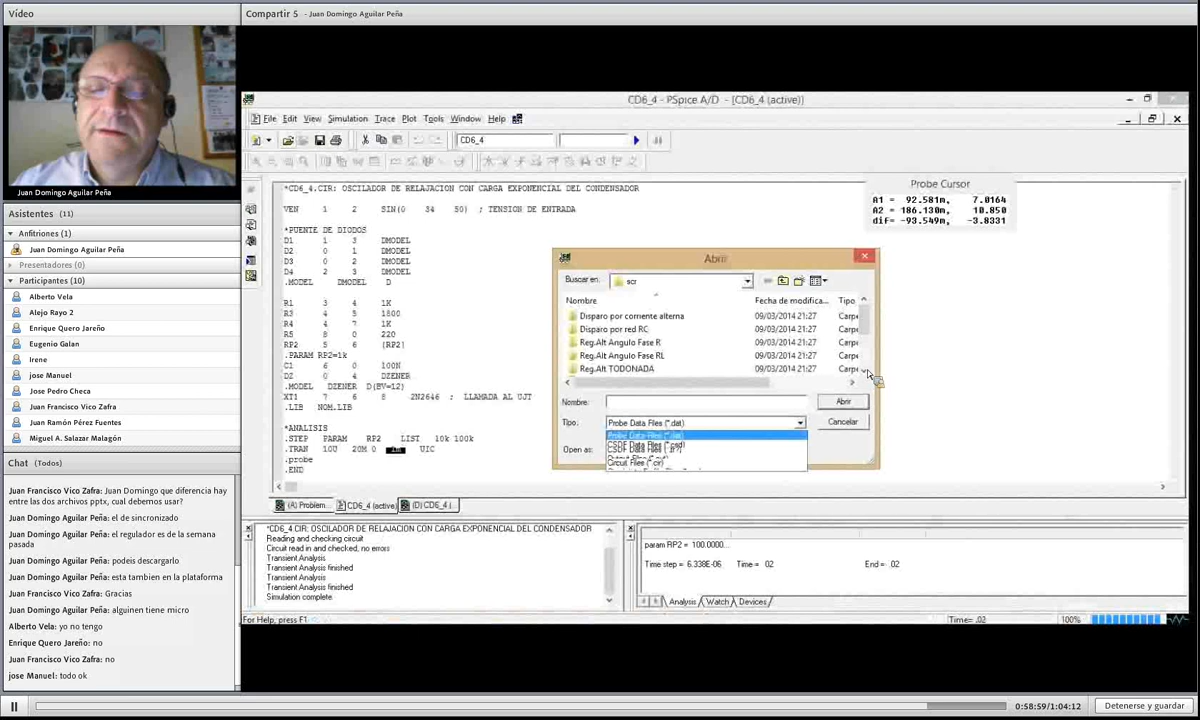 Vídeo
Compartir 5 - Juan Domingo Aguilar Peña
Juan Domingo Aguilar Peña
Asistentes (11)
Anfitriones (1)
Juan Domingo Aguilar Peña
Presentadores (0)
Participantes (10)
Alberto Vela
Alejo Rayo 2
Enrique Quero Jareño
Eugenio Galan
Irene
jose Manuel
Jose Pedro Checa
Juan Francisco Vico Zafra
Juan Ramón Pérez Fuentes
Miguel A. Salazar Malagón
Chat (Todos)
Juan Francisco Vico Zafra: Juan Domingo que diferencia hay
entre las dos archivos pptx, cual debemos usar?
Juan Domingo Aguilar Peña: el de sincronizado
Juan Domingo Aguilar Peña: el regulador es de la semana
pasada
Juan Domingo Aguilar Peña: podeis descargarlo
Juan Domingo Aguilar Peña: esta tambien en la plataforma
Juan Francisco Vico Zafra: Gracias
Juan Domingo Aguilar Peña: alguinen tiene micro
Alberto Vela: yo no tengo
Enrique Quero Jareño: no
Juan Francisco Vico Zafra: no
jose Manuel: todo ok
CD6_4 - PSpice A/D - [CD6_4 (active)]
File Edit View Simulation Trace Plot Tools Window Help
CD6_4
*CD6_4.CIR: OSCILADOR DE RELAJACION CON CARGA EXPONENCIAL DEL CONDENSADOR
VEN 1 2 SIN(0 34 50) ; TENSION DE ENTRADA
*PUENTE DE DIODOS
D1 1 3 DMODEL
D2 0 1 DMODEL
D3 0 2 DMODEL
D4 2 3 DMODEL
.MODEL DMODEL D
R1 3 4 1K
R3 4 5 1800
R4 4 7 1K
R5 8 0 220
RP2 5 6 {RP2}
.PARAM RP2=1k
C1 6 0 100N
DZ 0 4 DZENER
.MODEL DZENER D(BV=12)
XT1 7 6 8 2N2646 ; LLAMADA AL UJT
.LIB NOM.LIB
*ANALISIS
.STEP PARAM RP2 LIST 10k 100k
.TRAN 10U 20M 0 1m UIC
.probe
.END
Probe Cursor
A1 = 92.581m, 7.0164
A2 = 186.130m, 10.850
dif= -93.549m, -3.8331
Abrir
Buscar en: scr
Nombre Fecha de modifica... Tipo
Disparo por corriente alterna 09/03/2014 21:27 Carpe
Disparo por red RC 09/03/2014 21:27 Carpe
Reg.Alt Angulo Fase R 09/03/2014 21:27 Carpe
Reg.Alt Angulo Fase RL 09/03/2014 21:27 Carpe
Reg.Alt TODONADA 09/03/2014 21:27 Carpe
Nombre: Abrir
Tipo: Probe Data Files (*.dat) Cancelar
Probe Data Files (*.dat)
CSDF Data Files (*.csd)
Open as:
Circuit Files (*.cir)
(A) Problem CD6_4 (active) (D) CD6_4
*CD6_4.CIR: OSCILADOR DE RELAJACION CON CARGA EXPONENCIAL DEL CONDENSADOR
Reading and checking circuit
Circuit read in and checked, no errors
Transient Analysis
Transient Analysis finished
Transient Analysis
Transient Analysis finished
Simulation complete
param RP2 = 100.0000...
Time step = 6.338E-06 Time = .02 End = .02
Analysis Watch Devices
For Help, press F1
Time= .02 100%
0:58:59/1:04:12
Detenerse y guardar